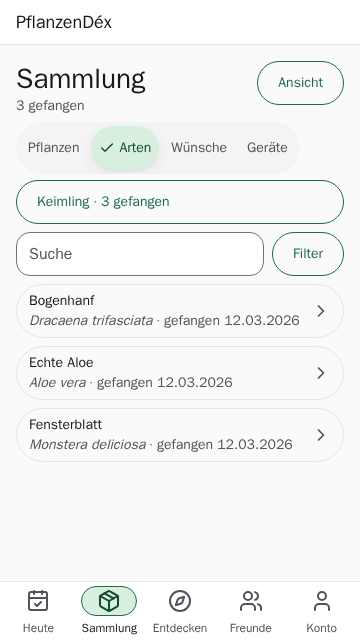 PflanzenDéx
Sammlung
Ansicht
3 gefangen
Pflanzen
Arten
Wünsche
Geräte
Keimling · 3 gefangen
Suche
Filter
Bogenhanf
Dracaena trifasciata · gefangen 12.03.2026
Echte Aloe
Aloe vera · gefangen 12.03.2026
Fensterblatt
Monstera deliciosa · gefangen 12.03.2026
Heute
Sammlung
Entdecken
Freunde
Konto